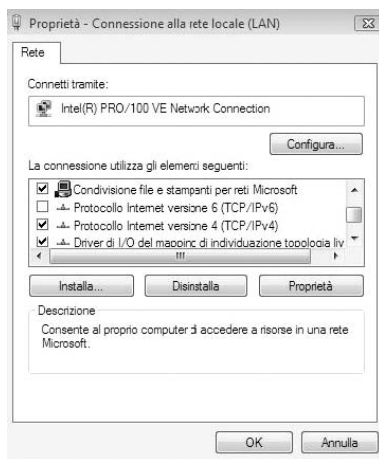 Proprietà - Connessione alla rete locale (LAN)
Rete
Connetti tramite:
Intel(R) PRO/100 VE Network Connection
Configura...
La connessione utilizza gli elementi seguenti:
Condivisione file e stampanti per reti Microsoft
Protocollo Internet versione 6 (TCP/IPv6)
Protocollo Internet versione 4 (TCP/IPv4)
Driver di I/O del mapping di individuazione topologia liv
Installa... Disinstalla Proprietà
Descrizione
Consente al proprio computer di accedere a risorse in una rete
Microsoft.
OK Annulla